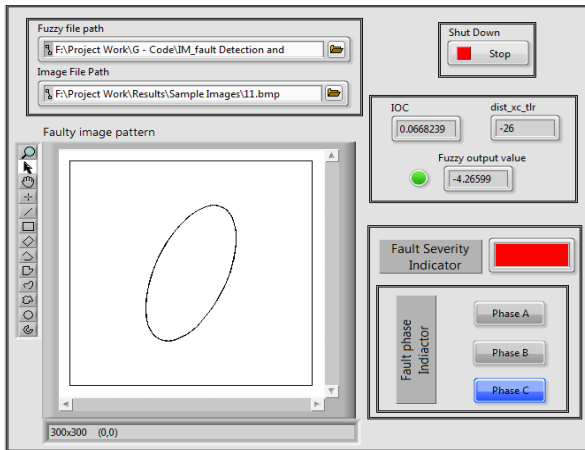 Fuzzy file path
F:\Project Work\G - Code\IM_fault Detection and
Image File Path
F:\Project Work\Results\Sample Images\11.bmp
Shut Down
Stop
IOC
dist_xc_tlr
0.0668239
-26
Fuzzy output value
-4.26599
Faulty image pattern
Fault Severity
Indicator
Fault phase
Indiactor
Phase A
Phase B
Phase C
300x300 (0,0)